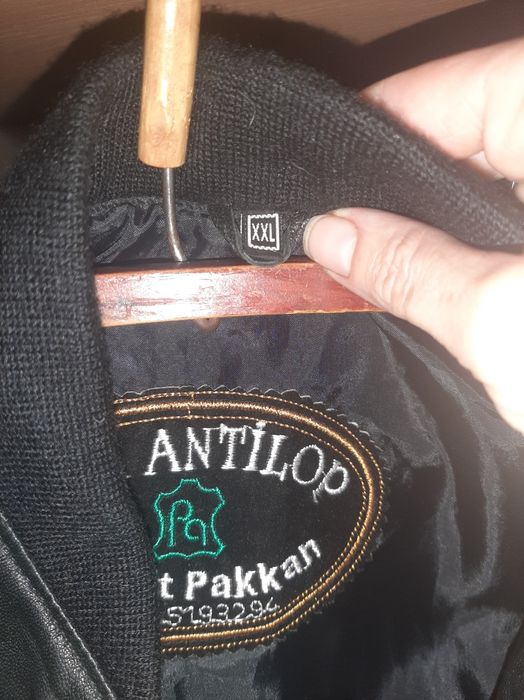 XXL
ANTİLOP
Pa
t Pakkan
5193294